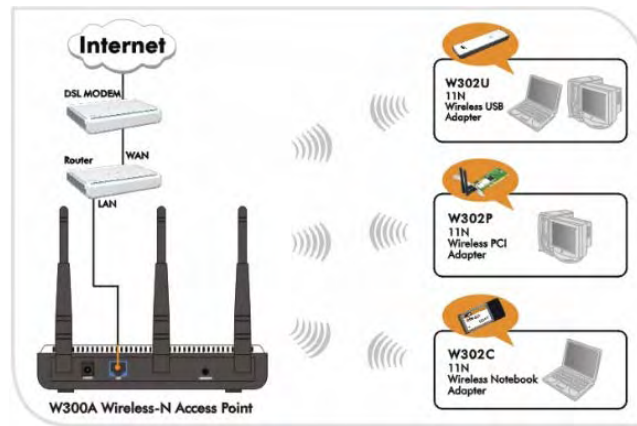 Internet
DSL MODEM
WAN
Router
LAN
W300A Wireless-N Access Point
W302U
11N
Wireless USB
Adapter
W302P
11N
Wireless PCI
Adapter
W302C
11N
Wireless Notebook
Adapter